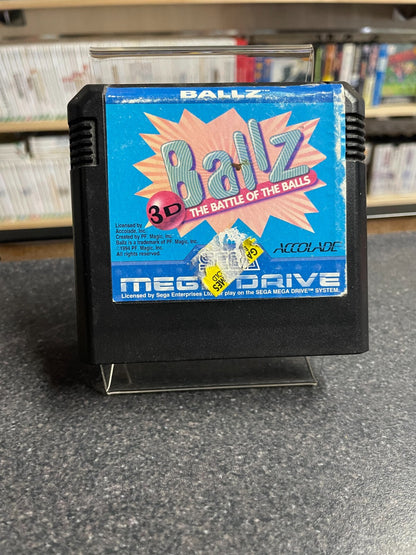 BALLZ™
Ballz
3D
THE BATTLE OF THE BALLS
Licensed by
Accolade, Inc.
Created by PF. Magic, Inc.
Ballz is a trademark of PF. Magic, Inc.
©1994 PF. Magic, Inc.
All rights reserved.
ACCOLADE
MEGA DRIVE
Licensed by Sega Enterprises play on the SEGA MEGA DRIVE™ SYSTEM.